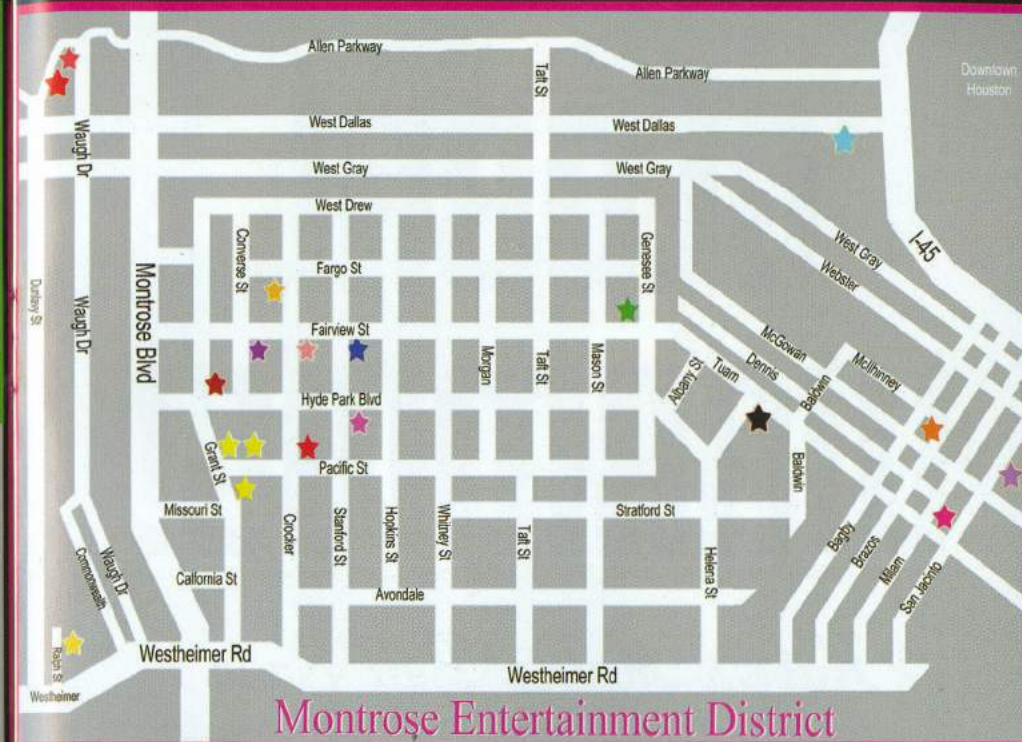 Allen Parkway
Allen Parkway
Downtown
Houston
Taft St
West Dallas
West Dallas
Waugh Dr
West Gray
West Gray
West Drew
Converse St
Genesee St
West Gray
I-45
Fargo St
Webster
Montrose Blvd
Dunlavy St
Waugh Dr
Fairview St
McGowan
Morgan
Taft St
Mason St
Dennis
McIlhinney
Albany St
Tuam
Baldwin
Hyde Park Blvd
Grant St
Pacific St
Baldwin
Missouri St
Crocker
Stanford St
Hopkins St
Whitney St
Taft St
Stratford St
Helena St
Bagby
Brazos
Milam
San Jacinto
Commonwealth
Waugh Dr
Calfornia St
Avondale
Ralph St
Westheimer Rd
Westheimer Rd
Westheimer
Montrose Entertainment District